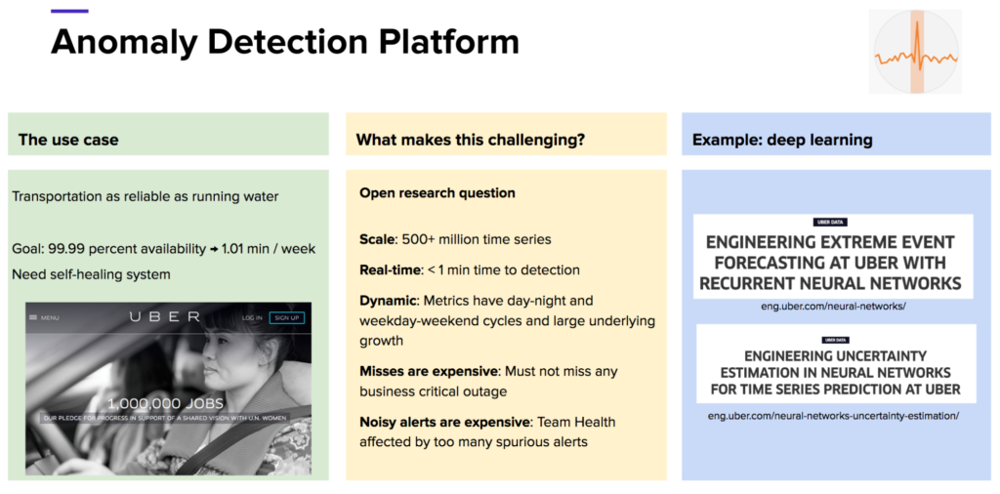 Anomaly Detection Platform
The use case
Transportation as reliable as running water
Goal: 99.99 percent availability → 1.01 min / week
Need self-healing system
MENU
UBER
LOG IN
SIGN UP
1,000,000 JOBS
OUR PLEDGE FOR PROGRESS IN SUPPORT OF A SHARED VISION WITH U.N. WOMEN
What makes this challenging?
Open research question
Scale: 500+ million time series
Real-time: < 1 min time to detection
Dynamic: Metrics have day-night and
weekday-weekend cycles and large underlying
growth
Misses are expensive: Must not miss any
business critical outage
Noisy alerts are expensive: Team Health
affected by too many spurious alerts
Example: deep learning
UBER DATA
ENGINEERING EXTREME EVENT
FORECASTING AT UBER WITH
RECURRENT NEURAL NETWORKS
eng.uber.com/neural-networks/
UBER DATA
ENGINEERING UNCERTAINTY
ESTIMATION IN NEURAL NETWORKS
FOR TIME SERIES PREDICTION AT UBER
eng.uber.com/neural-networks-uncertainty-estimation/